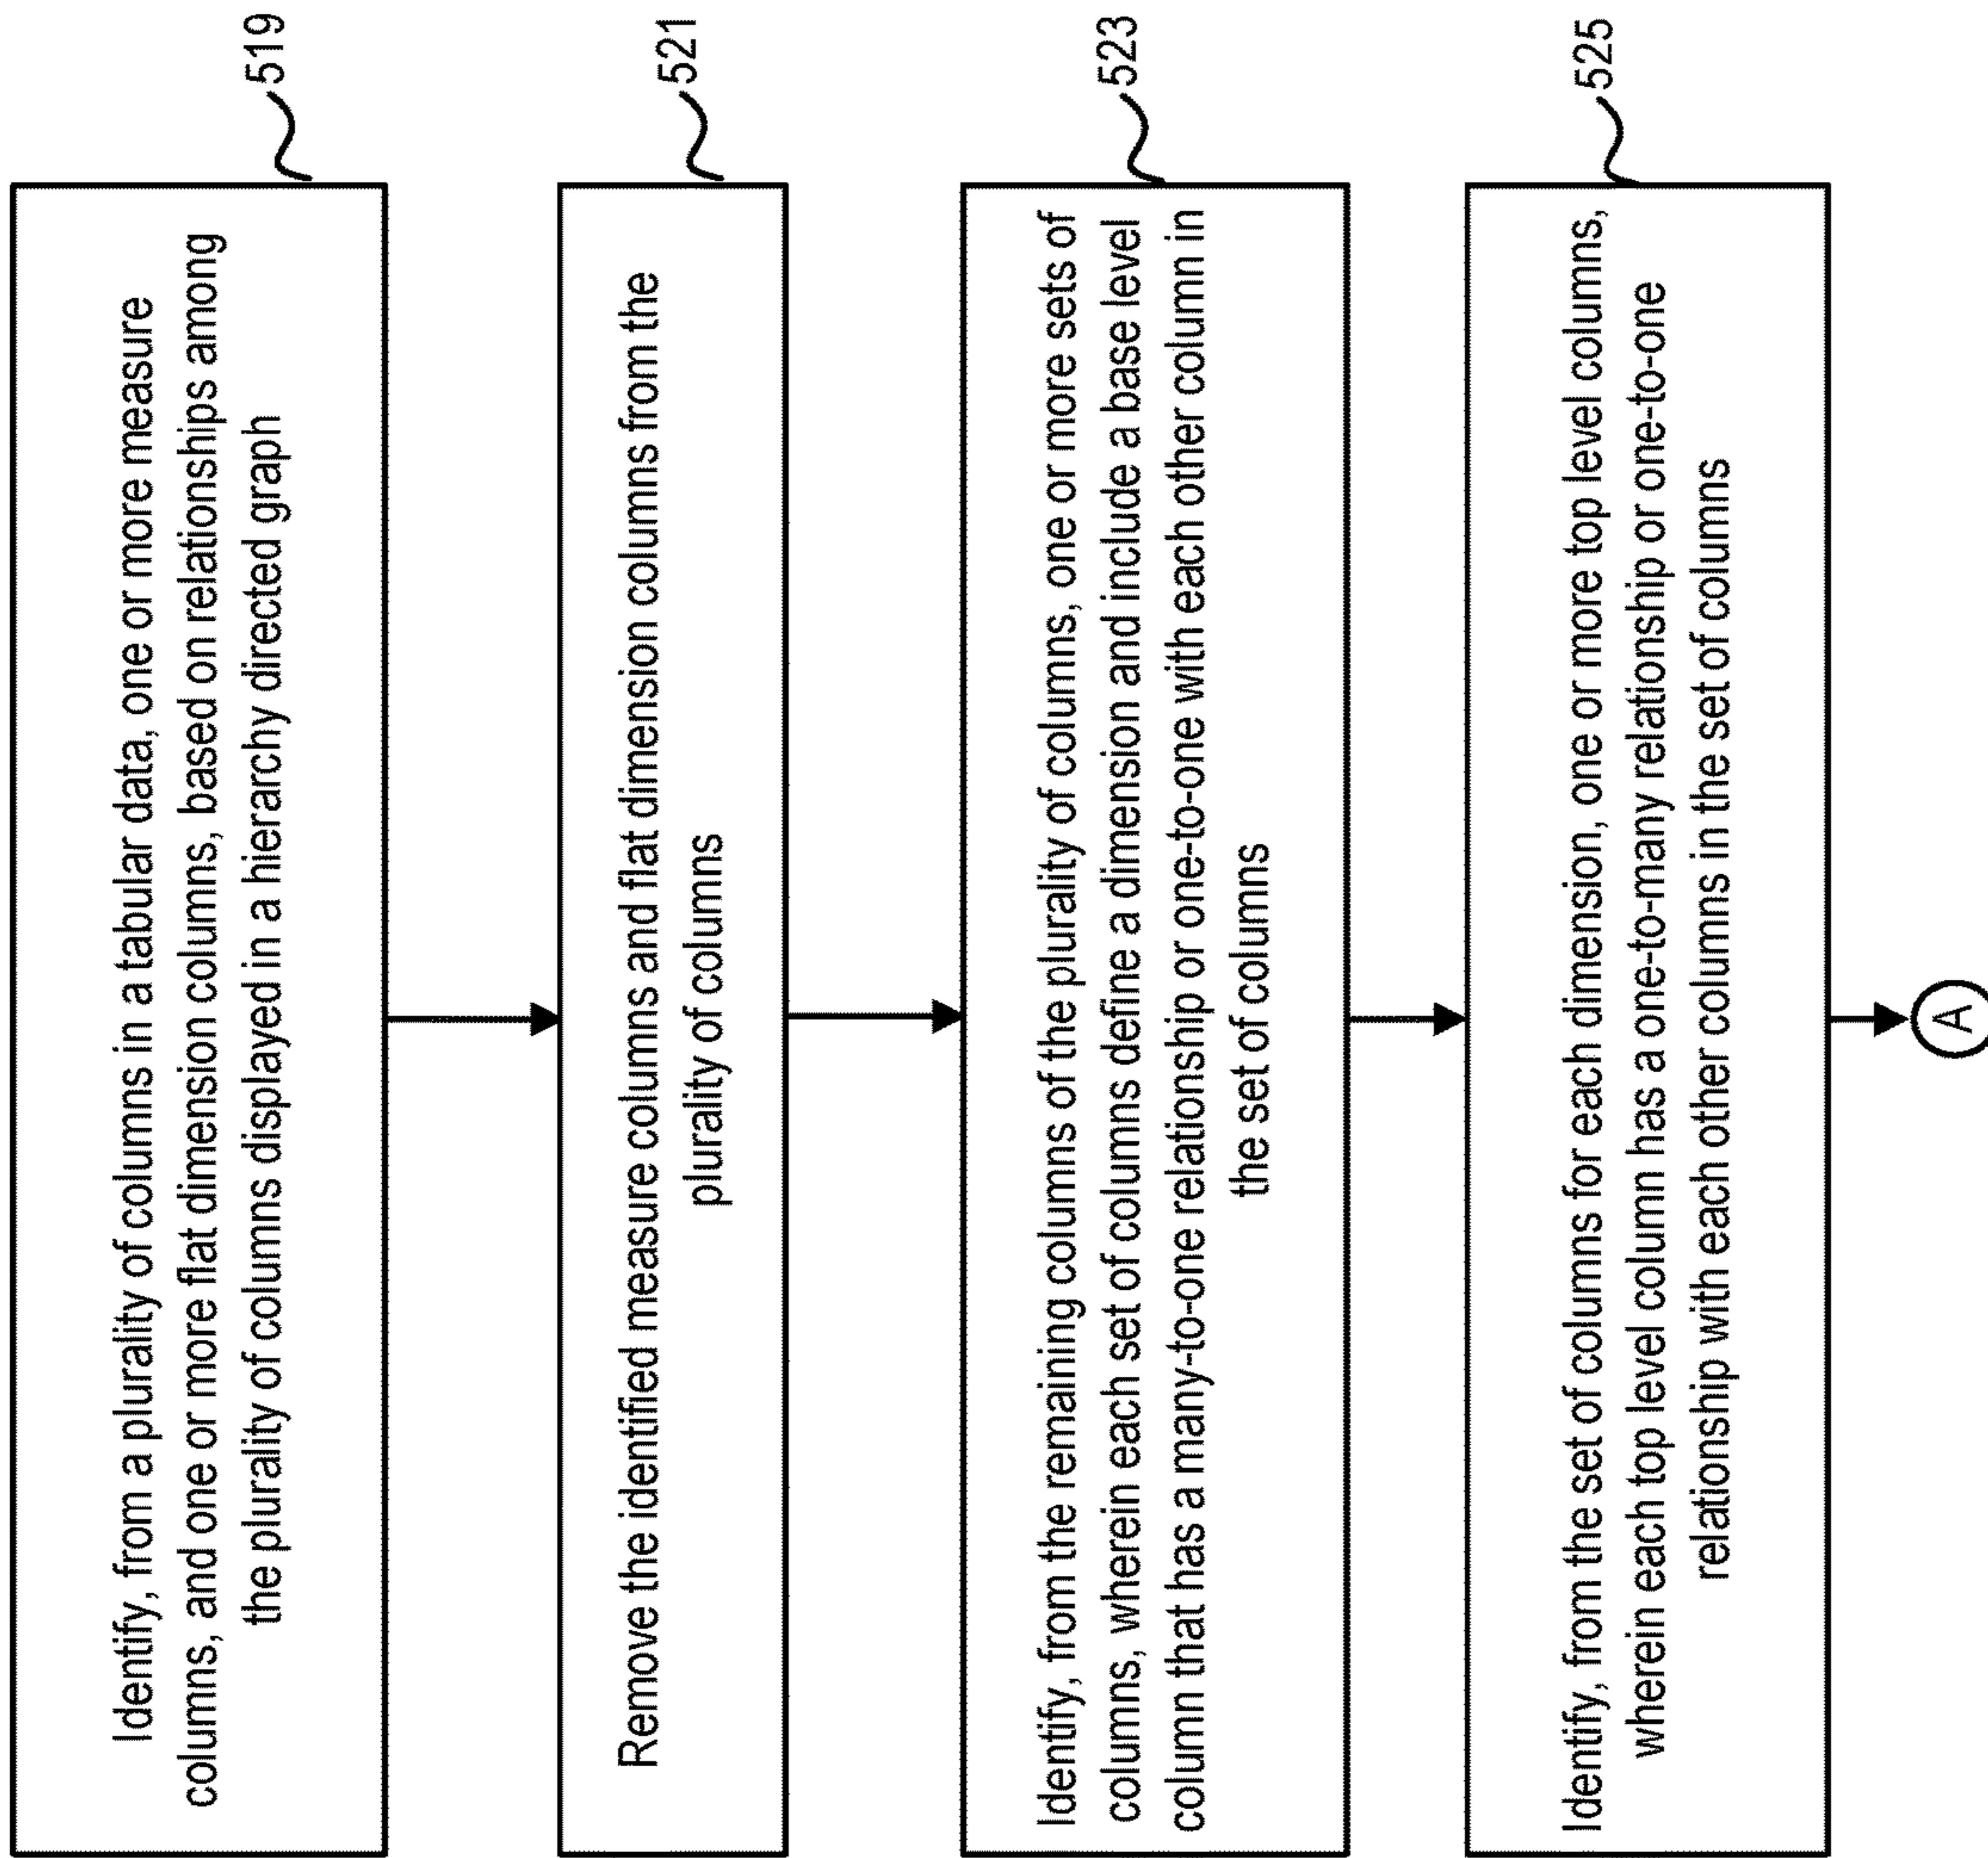 Identify, from a plurality of columns in a tabular data, one or more measure
columns, and one or more flat dimension columns, based on relationships among
the plurality of columns displayed in a hierarchy directed graph
519
Remove the identified measure columns and flat dimension columns from the
plurality of columns
521
Identify, from the remaining columns of the plurality of columns, one or more sets of
columns, wherein each set of columns define a dimension and include a base level
column that has a many-to-one relationship or one-to-one with each other column in
the set of columns
523
Identify, from the set of columns for each dimension, one or more top level columns,
wherein each top level column has a one-to-many relationship or one-to-one
relationship with each other columns in the set of columns
525
A